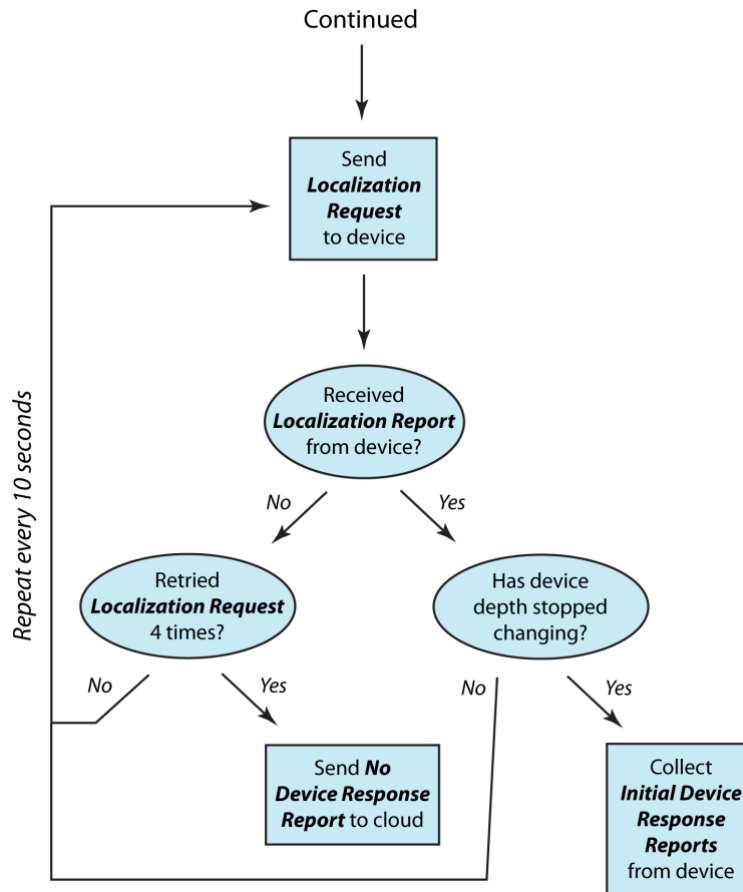 Continued
Send
Localization
Request
to device
Repeat every 10 seconds
Received
Localization Report
from device?
No
Yes
Retried
Localization Request
4 times?
Has device
depth stopped
changing?
No
Yes
No
Yes
Send No
Device Response
Report to cloud
Collect
Initial Device
Response
Reports
from device